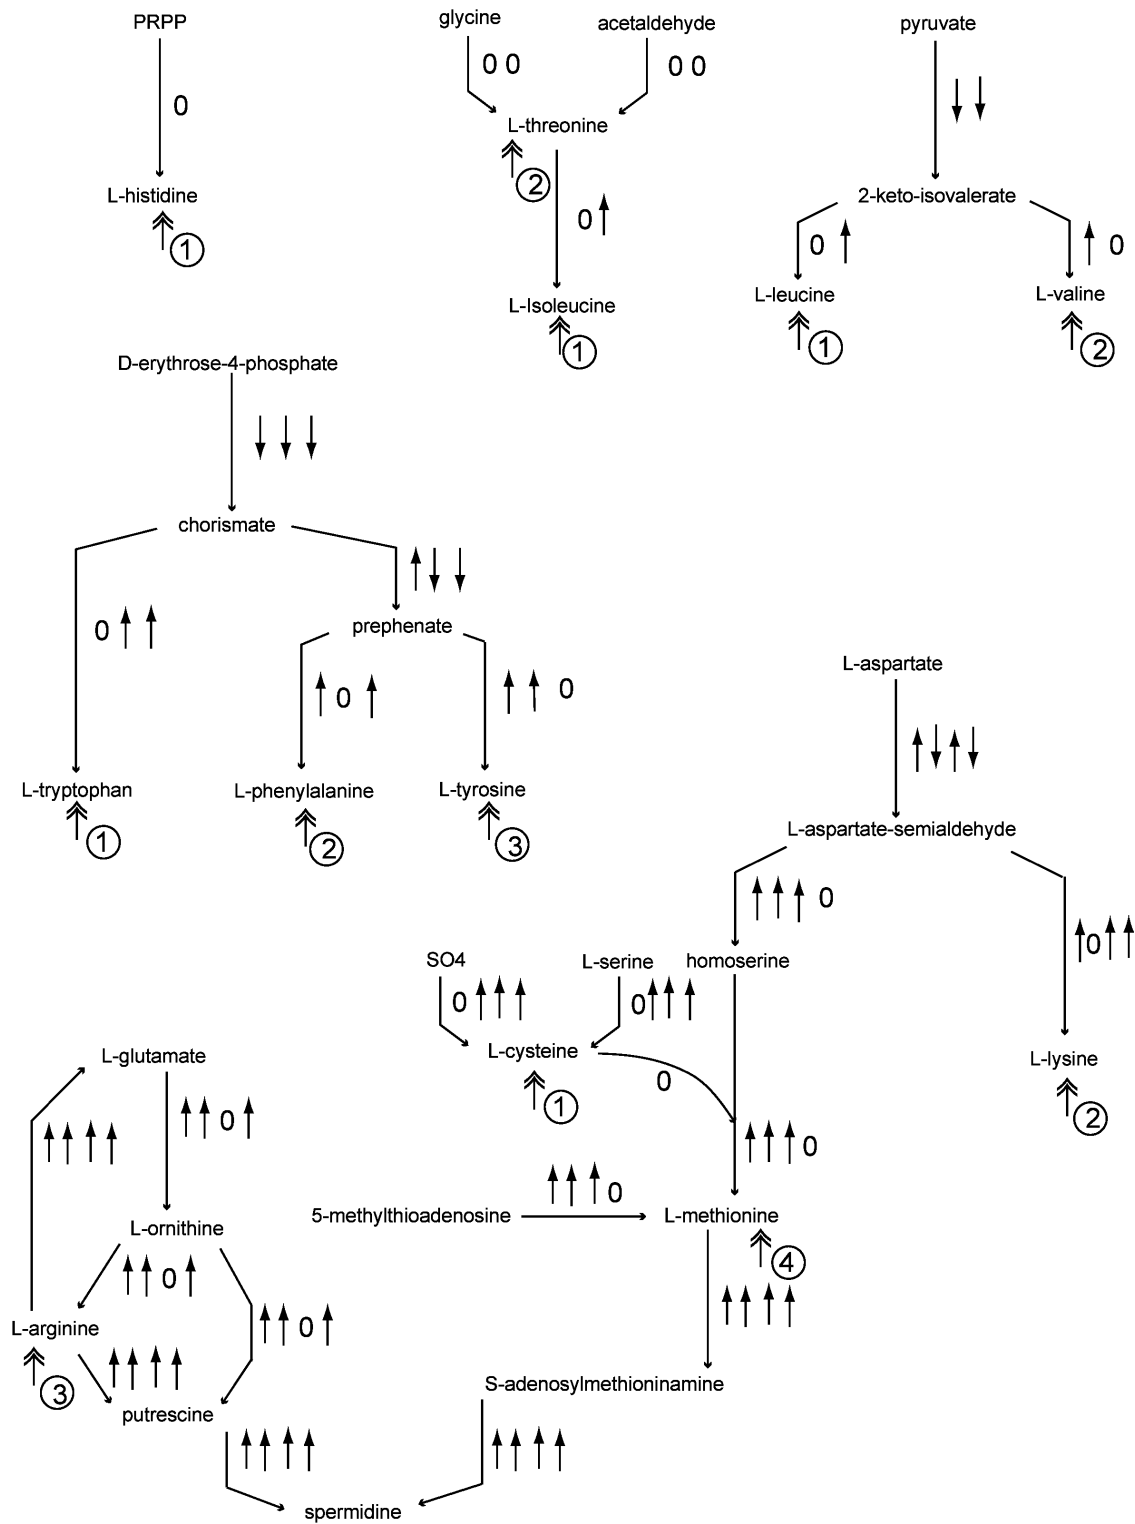 PRPP
glycine
acetaldehyde
pyruvate
0 0
0 0
0
L-threonine
2
L-histidine
1
2-keto-isovalerate
0
0
0
L-Isoleucine
1
L-leucine
1
L-valine
2
D-erythrose-4-phosphate
chorismate
0
prephenate
0
0
L-aspartate
L-tryptophan
1
L-phenylalanine
2
L-tyrosine
3
L-aspartate-semialdehyde
0
0
SO4
L-serine
homoserine
0
0
L-cysteine
1
0
L-lysine
2
L-glutamate
0
0
0
5-methylthioadenosine
L-methionine
4
L-ornithine
0
0
L-arginine
3
putrescine
S-adenosylmethioninamine
spermidine